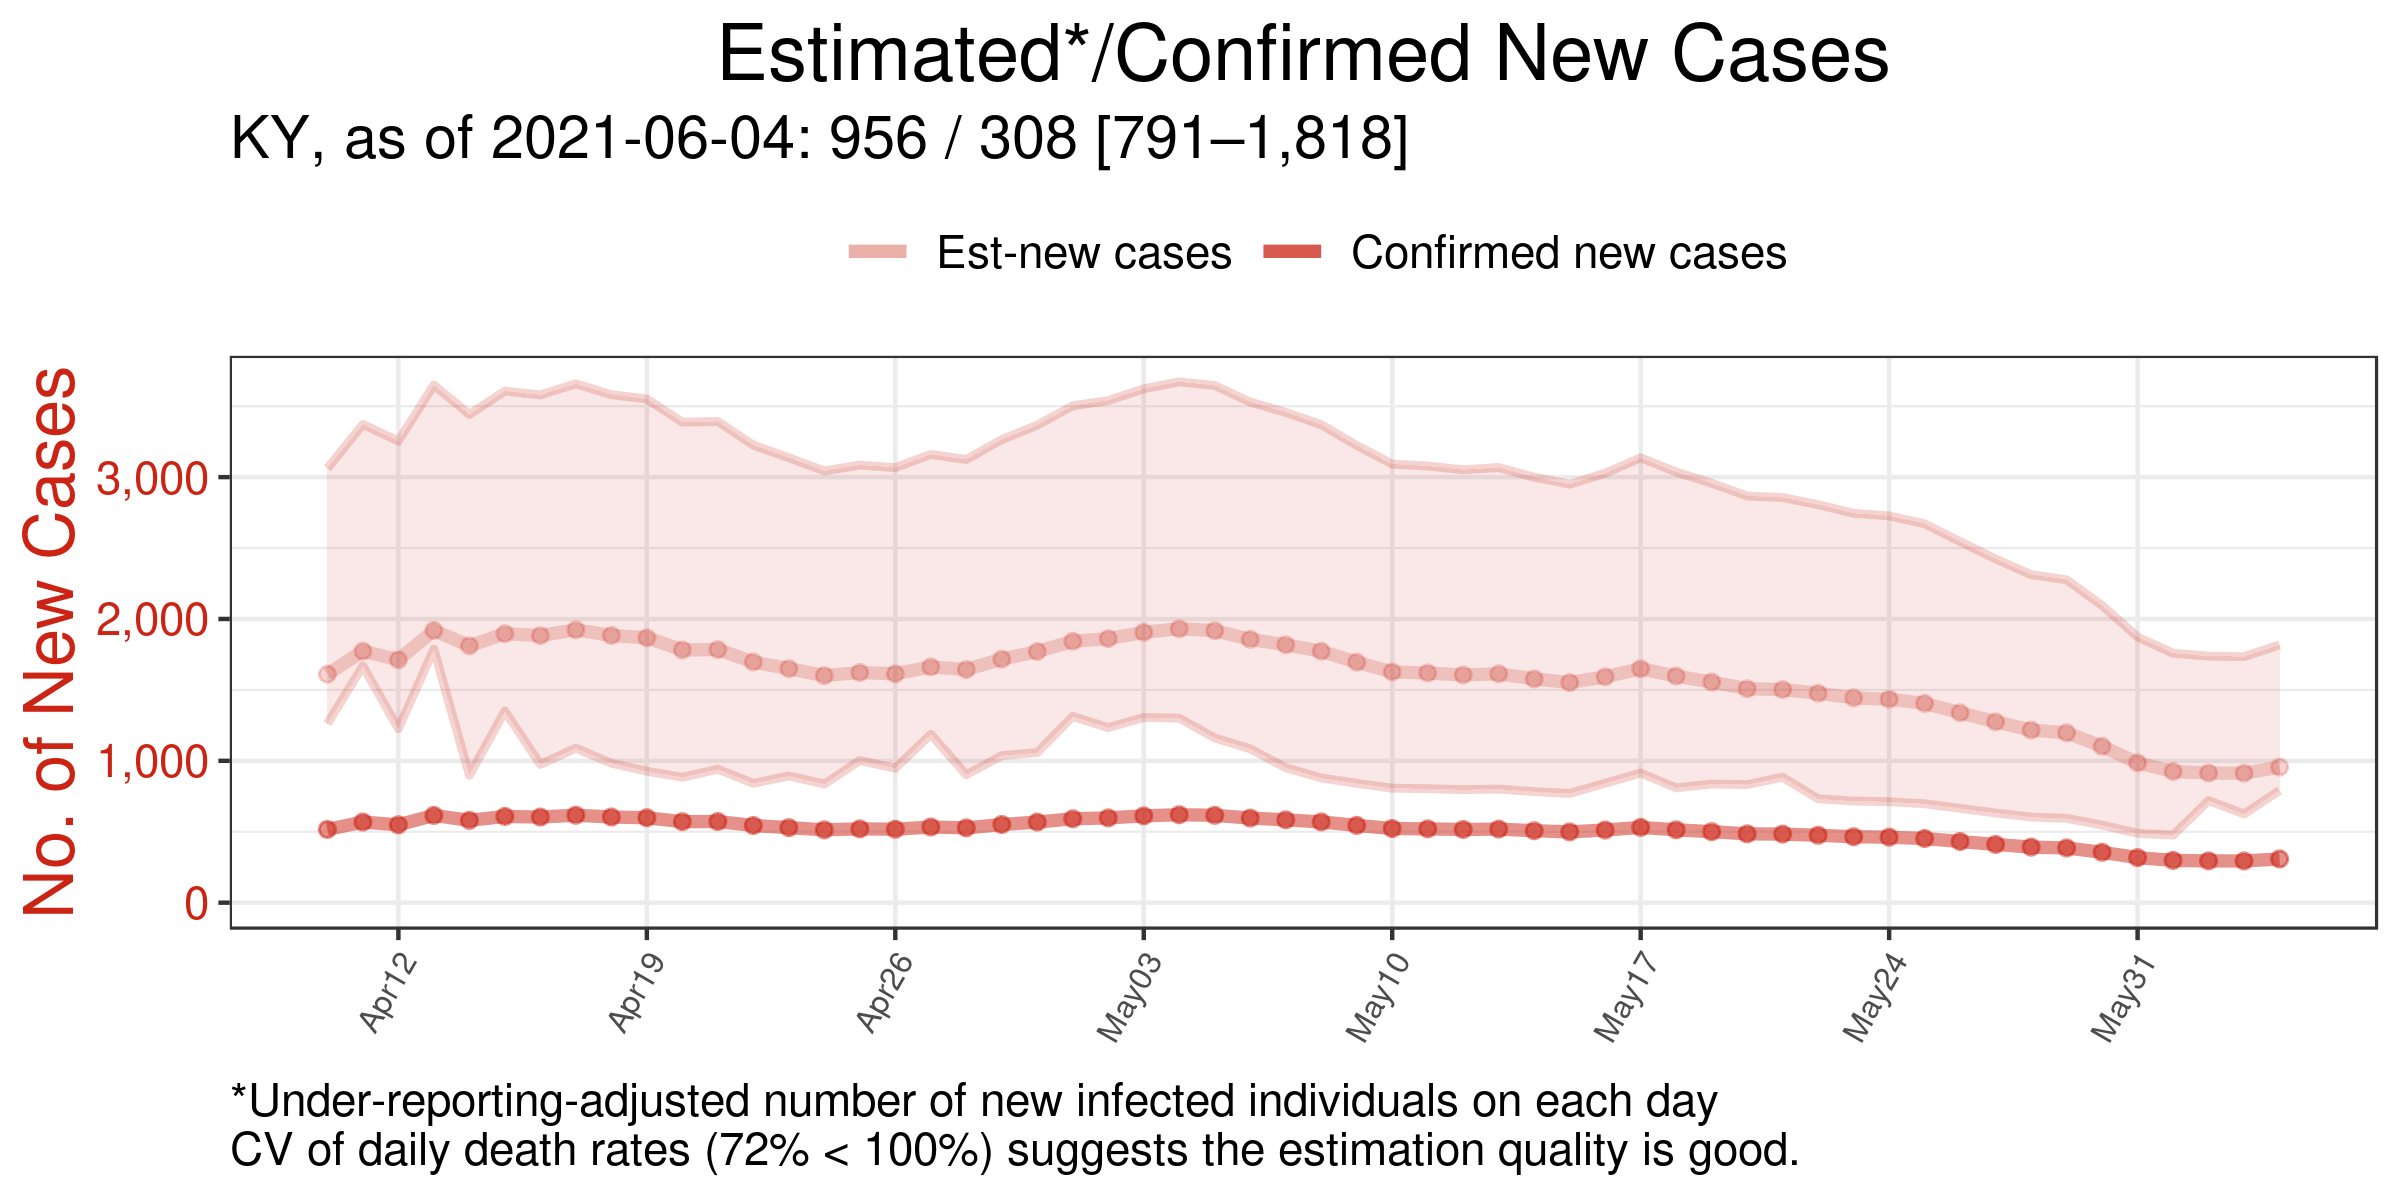 Estimated*/Confirmed New Cases
KY, as of 2021-06-04: 956 / 308 [791–1,818]
Est-new cases
Confirmed new cases
No. of New Cases
3,000
2,000
1,000
0
Apr12
Apr19
Apr26
May03
May10
May17
May24
May31
*Under-reporting-adjusted number of new infected individuals on each day
CV of daily death rates (72% < 100%) suggests the estimation quality is good.